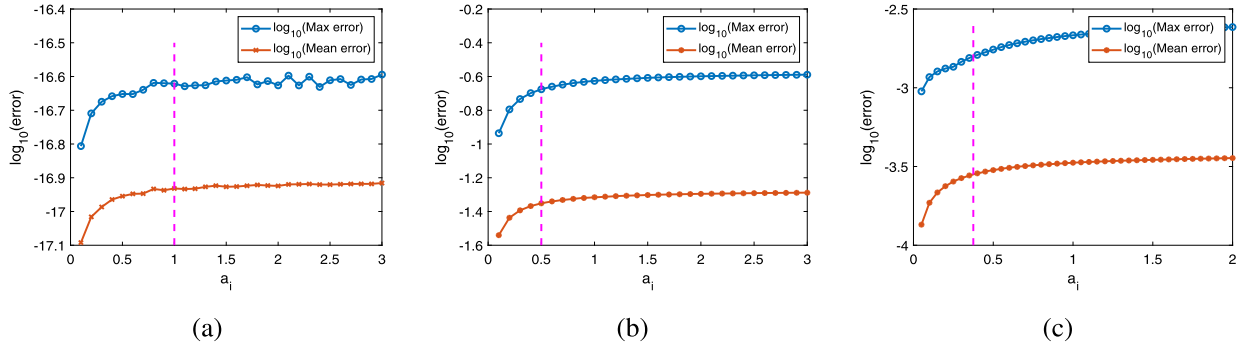 -16.4
-16.5
-16.6
-16.7
-16.8
-16.9
-17
-17.1
log10(error)
log10(Max error)
log10(Mean error)
0 0.5 1 1.5 2 2.5 3
a_i
(a)
-0.2
-0.4
-0.6
-0.8
-1
-1.2
-1.4
-1.6
log10(error)
log10(Max error)
log10(Mean error)
0 0.5 1 1.5 2 2.5 3
a_i
(b)
-2.5
-3
-3.5
-4
log10(error)
log10(Max error)
log10(Mean error)
0 0.5 1 1.5 2
a_i
(c)